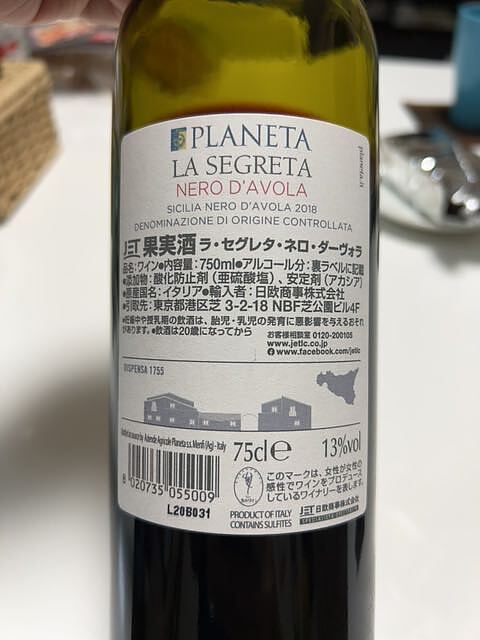 PLANETA
LA SEGRETA
NERO D'AVOLA
SICILIA NERO D'AVOLA 2018
DENOMINAZIONE DI ORIGINE CONTROLLATA
planeta.it
JET 果実酒 ラ・セグレタ・ネロ・ダーヴォラ
品名:ワイン●内容量:750ml●アルコール分:裏ラベルに記載
●添加物:酸化防止剤(亜硫酸塩)、安定剤(アカシア)
●原産国名:イタリア●輸入者:日欧商事株式会社
●引取先:東京都港区芝 3-2-18 NBF芝公園ビル4F
●妊娠中や授乳期の飲酒は、胎児・乳児の発育に悪影響を与えるおそれ
があります。●飲酒は20歳になってから
お客様相談室 0120-200105
www.jetlc.co.jp
www.facebook.com/jetlc
DISPENSA 1755
Azienda Agricola Planeta s.s. Menfi (Ag) - Italy
75cl e
13%vol
8 020735 055009
L20B031
このマークは、女性が女性の
感性でワインをプロデュース
しているワイナリーを表します。
PRODUCT OF ITALY
CONTAINS SULFITES
JET 日欧商事株式会社